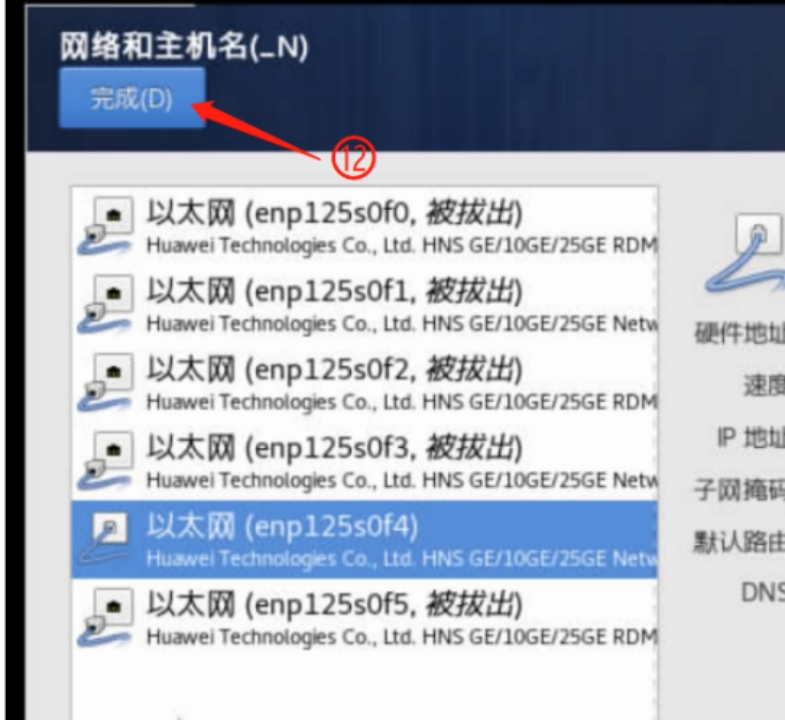 网络和主机名(_N)
完成(D)
⑫
以太网 (enp125s0f0, 被拔出)
Huawei Technologies Co., Ltd. HNS GE/10GE/25GE RDM
以太网 (enp125s0f1, 被拔出)
Huawei Technologies Co., Ltd. HNS GE/10GE/25GE Netw
以太网 (enp125s0f2, 被拔出)
Huawei Technologies Co., Ltd. HNS GE/10GE/25GE RDM
以太网 (enp125s0f3, 被拔出)
Huawei Technologies Co., Ltd. HNS GE/10GE/25GE Netw
以太网 (enp125s0f4)
Huawei Technologies Co., Ltd. HNS GE/10GE/25GE Netw
以太网 (enp125s0f5, 被拔出)
Huawei Technologies Co., Ltd. HNS GE/10GE/25GE RDM
硬件地址
速度
IP 地址
子网掩码
默认路由
DNS